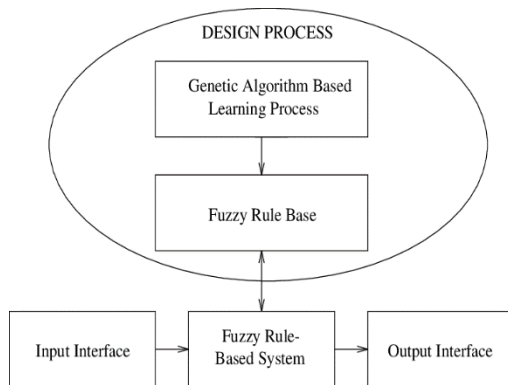 DESIGN PROCESS
Genetic Algorithm Based
Learning Process
Fuzzy Rule Base
Input Interface
Fuzzy Rule-
Based System
Output Interface